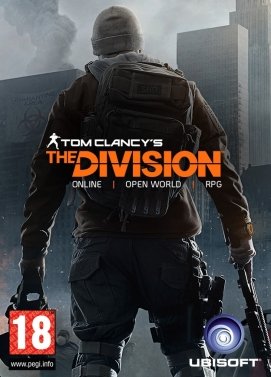 TOM CLANCY'S
THE DIVISION
ONLINE | OPEN WORLD | RPG
18
www.pegi.info
UBISOFT